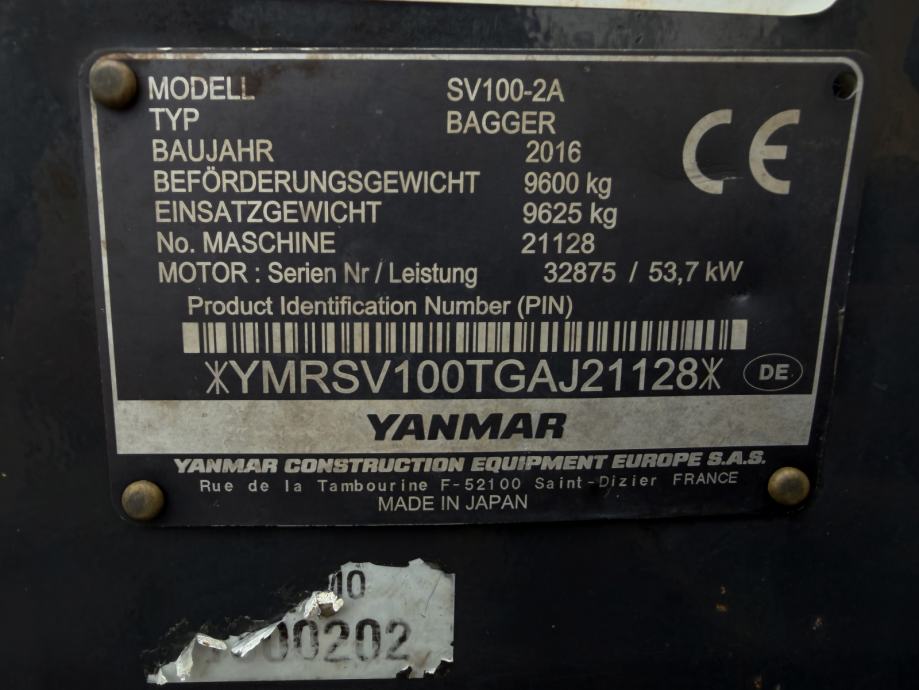 MODELL SV100-2A
TYP BAGGER
BAUJAHR 2016
BEFÖRDERUNGSGEWICHT 9600 kg
EINSATZGEWICHT 9625 kg
No. MASCHINE 21128
MOTOR : Serien Nr / Leistung 32875 / 53,7 kW
CE
Product Identification Number (PIN)
*YMRSV100TGAJ21128*
DE
YANMAR
YANMAR CONSTRUCTION EQUIPMENT EUROPE S.A.S.
Rue de la Tambourine F-52100 Saint-Dizier FRANCE
MADE IN JAPAN
00202